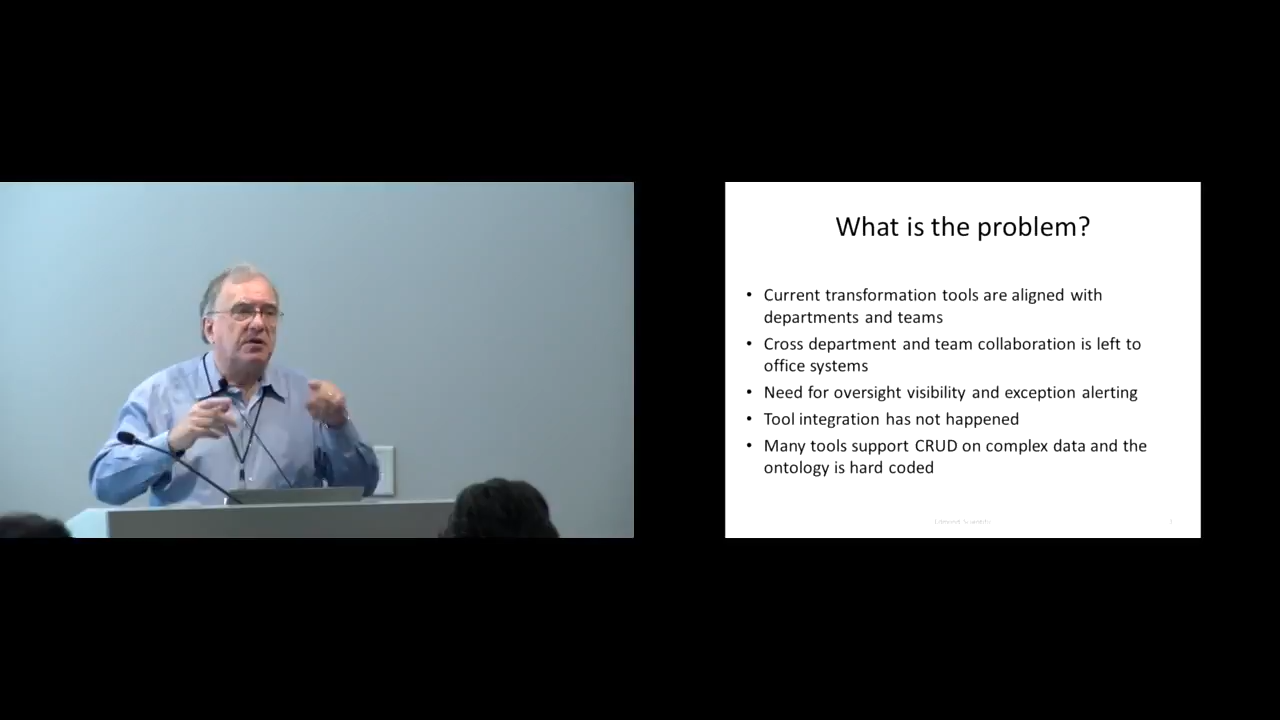 What is the problem?
• Current transformation tools are aligned with
departments and teams
• Cross department and team collaboration is left to
office systems
• Need for oversight visibility and exception alerting
• Tool integration has not happened
• Many tools support CRUD on complex data and the
ontology is hard coded